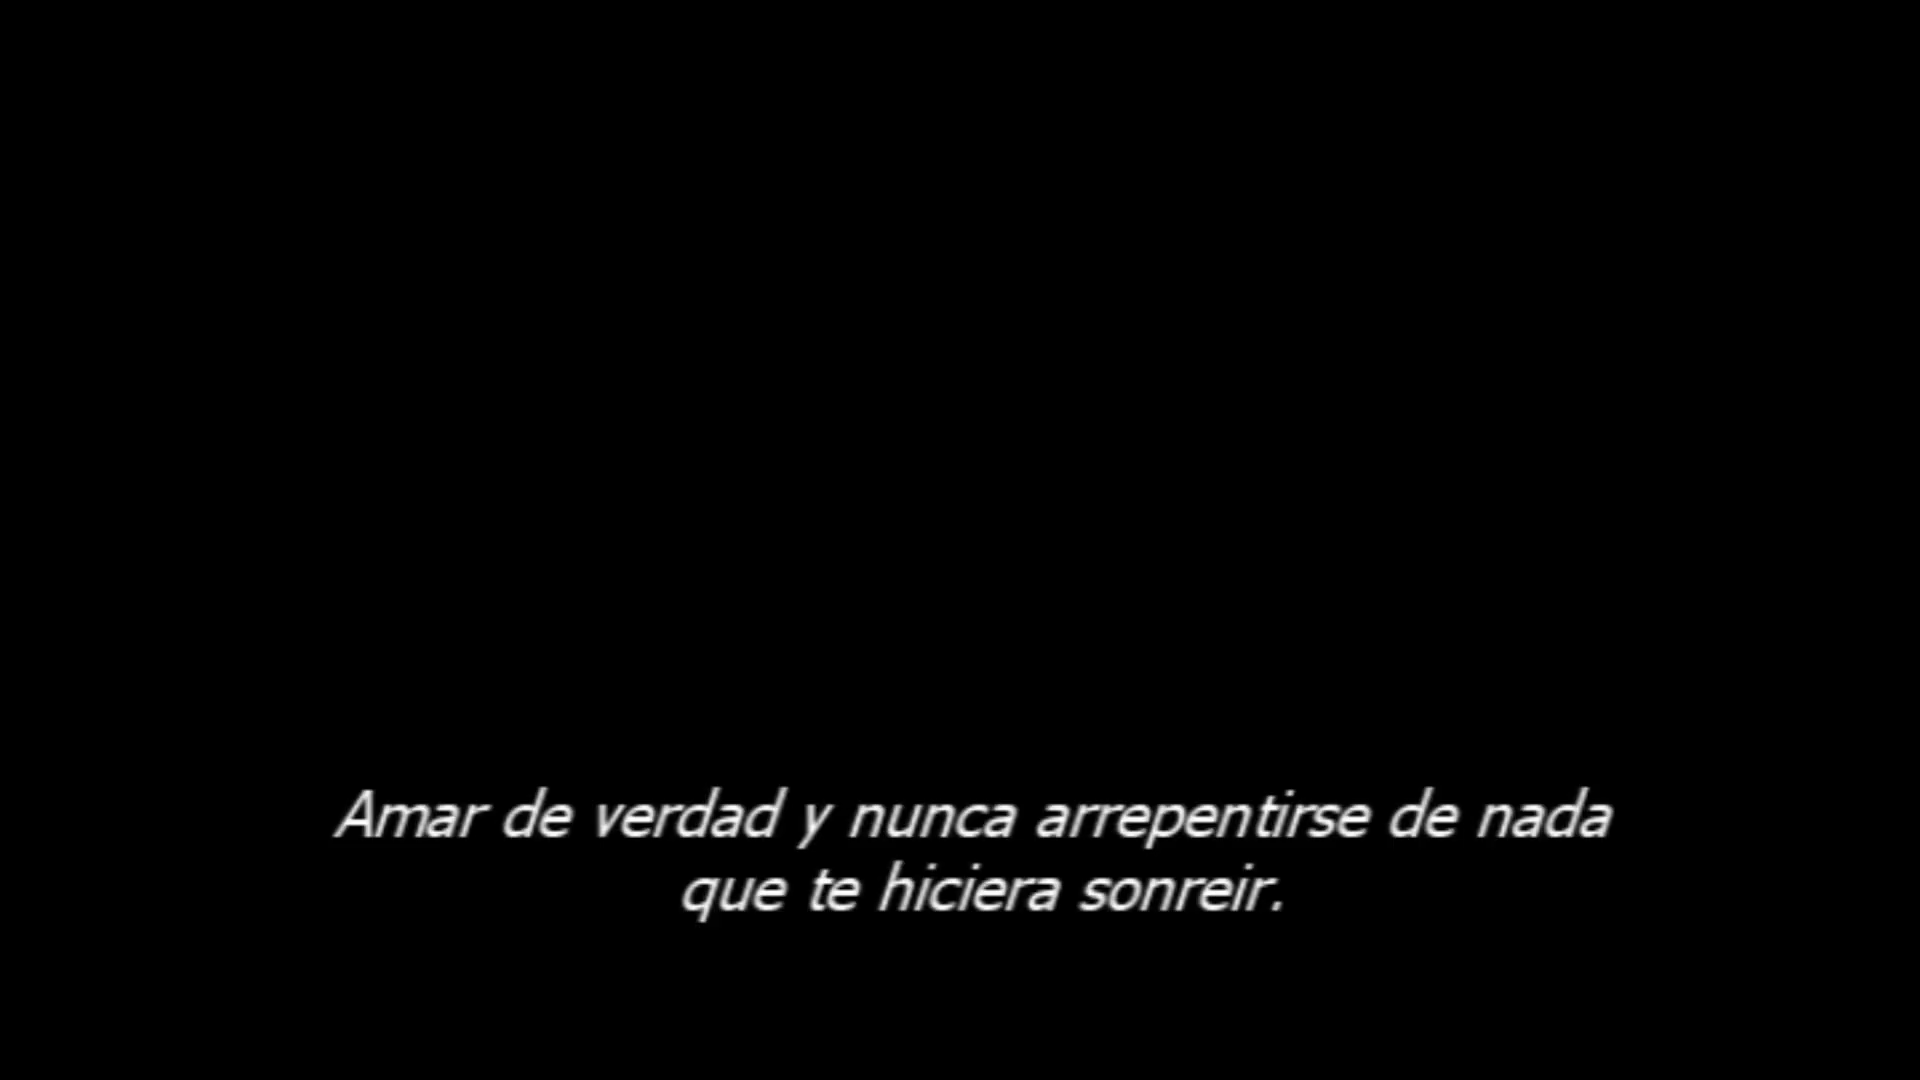 Amar de verdad y nunca arrepentirse de nada
que te hiciera sonreir.